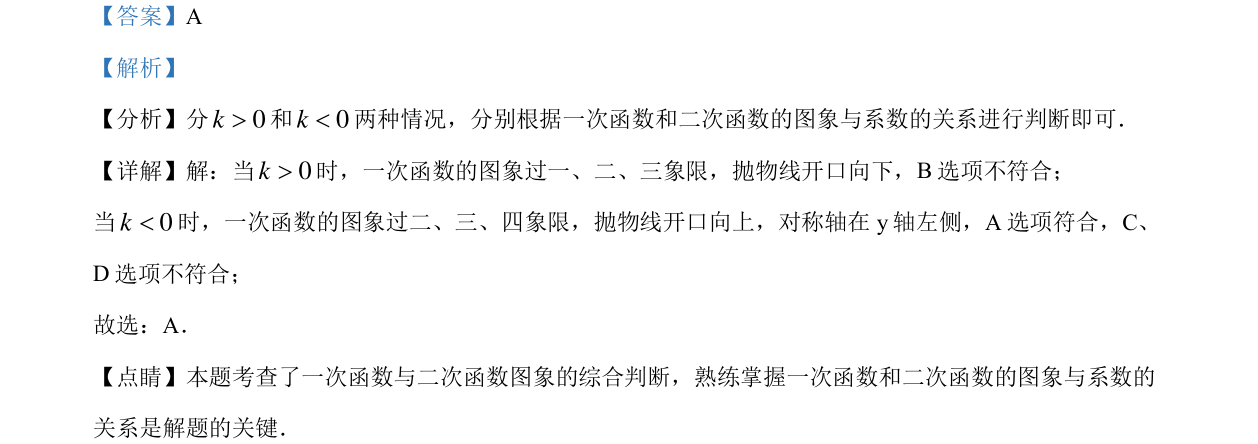 【答案】A
【解析】
【分析】分k > 0和k < 0两种情况，分别根据一次函数和二次函数的图象与系数的关系进行判断即可．
【详解】解：当k > 0时，一次函数的图象过一、二、三象限，抛物线开口向下，B 选项不符合；
当k < 0时，一次函数的图象过二、三、四象限，抛物线开口向上，对称轴在 y 轴左侧，A 选项符合，C、
D 选项不符合；
故选：A．
【点睛】本题考查了一次函数与二次函数图象的综合判断，熟练掌握一次函数和二次函数的图象与系数的
关系是解题的关键．